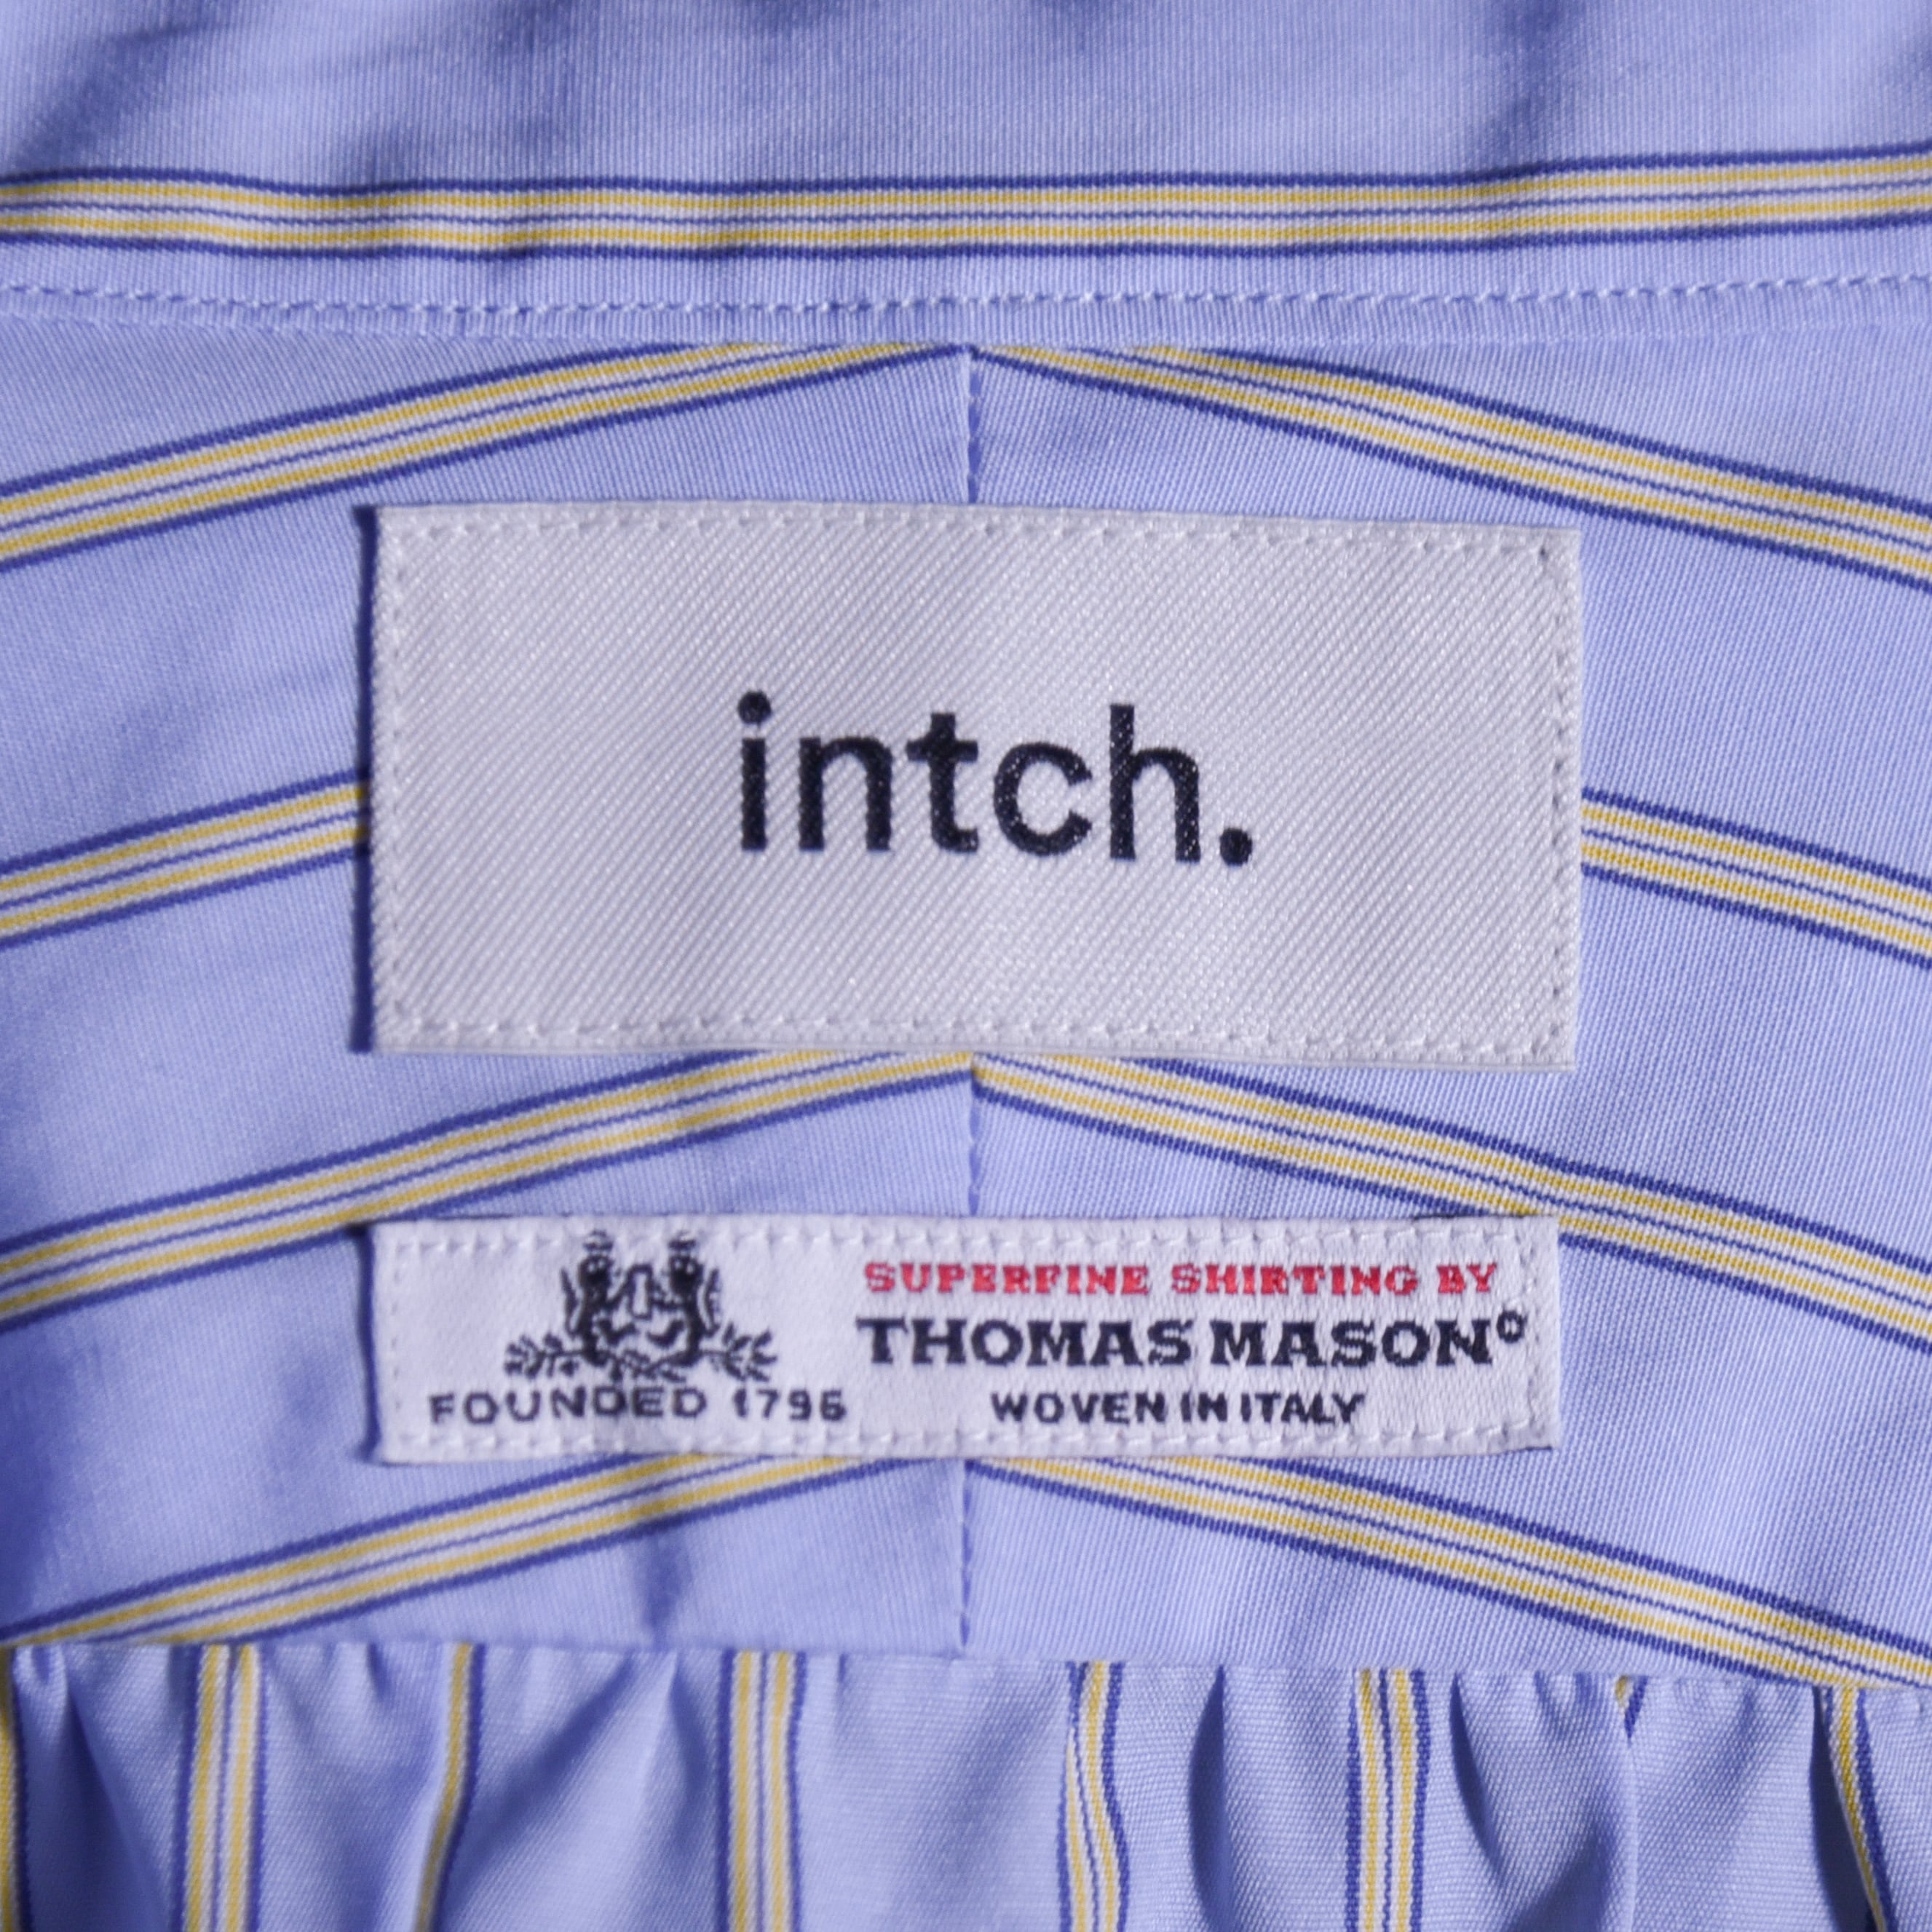 intch.
SUPERFINE SHIRTING BY
THOMAS MASON°
FOUNDED 1796
WOVEN IN ITALY